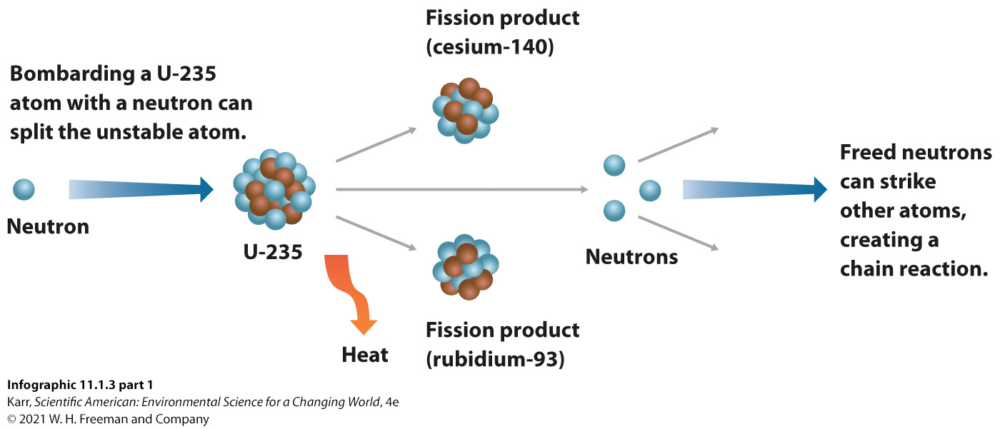 Bombarding a U-235
atom with a neutron can
split the unstable atom.
Neutron
U-235
Heat
Fission product
(cesium-140)
Fission product
(rubidium-93)
Neutrons
Freed neutrons
can strike
other atoms,
creating a
chain reaction.
Infographic 11.1.3 part 1
Karr, Scientific American: Environmental Science for a Changing World, 4e
© 2021 W. H. Freeman and Company